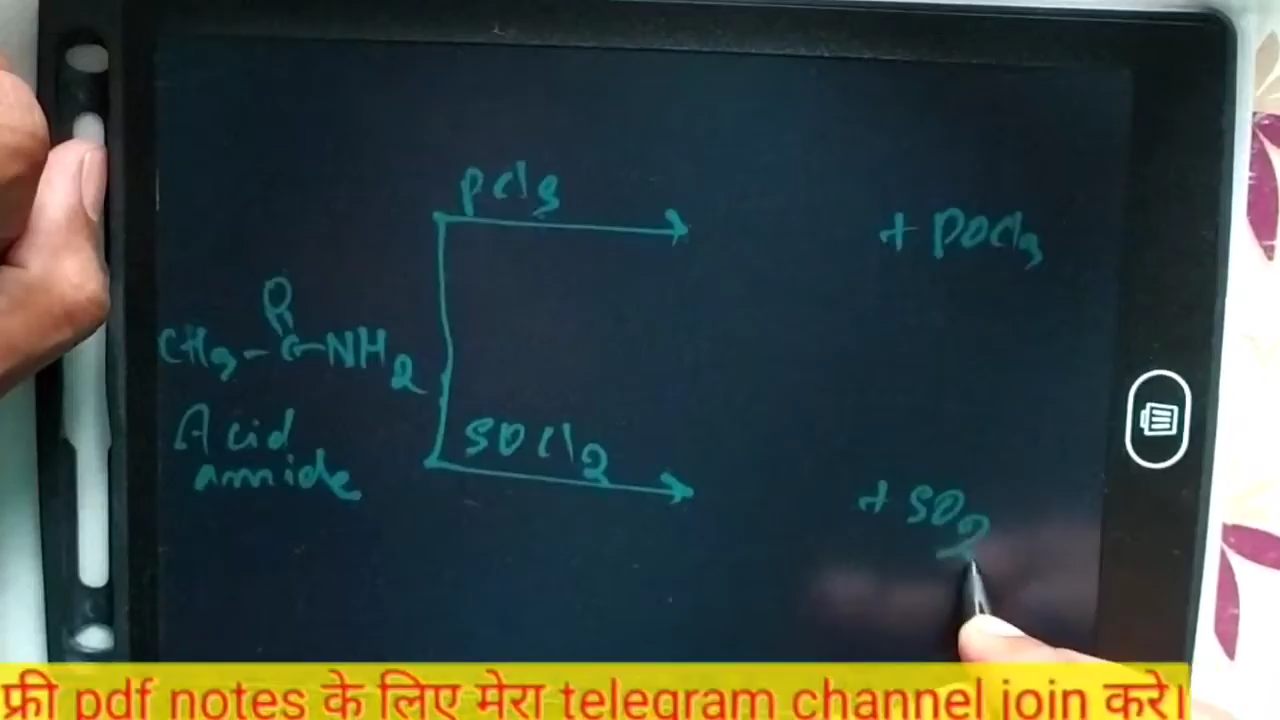 PCl3
+ POCl3
O
CH3-C-NH2
Acid
amide
SOCl2
+ SO2
फ्री pdf notes के लिए मेरा telegram channel join करे।